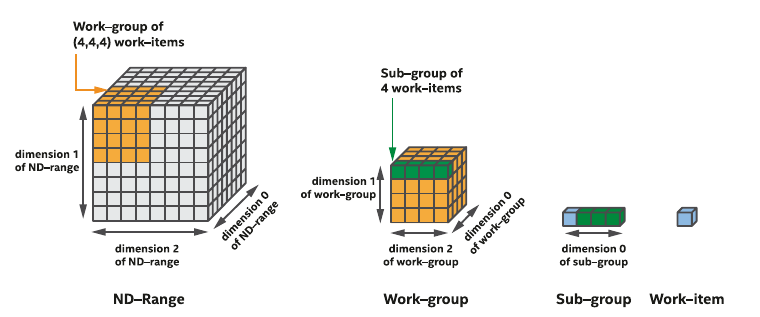 Work–group of
(4,4,4) work–items
Sub–group of
4 work–items
dimension 1
of ND–range
dimension 0
of ND–range
dimension 2
of ND–range
dimension 1
of work–group
dimension 0
of work–group
dimension 2
of work–group
dimension 0
of sub–group
ND–Range
Work–group
Sub–group
Work–item